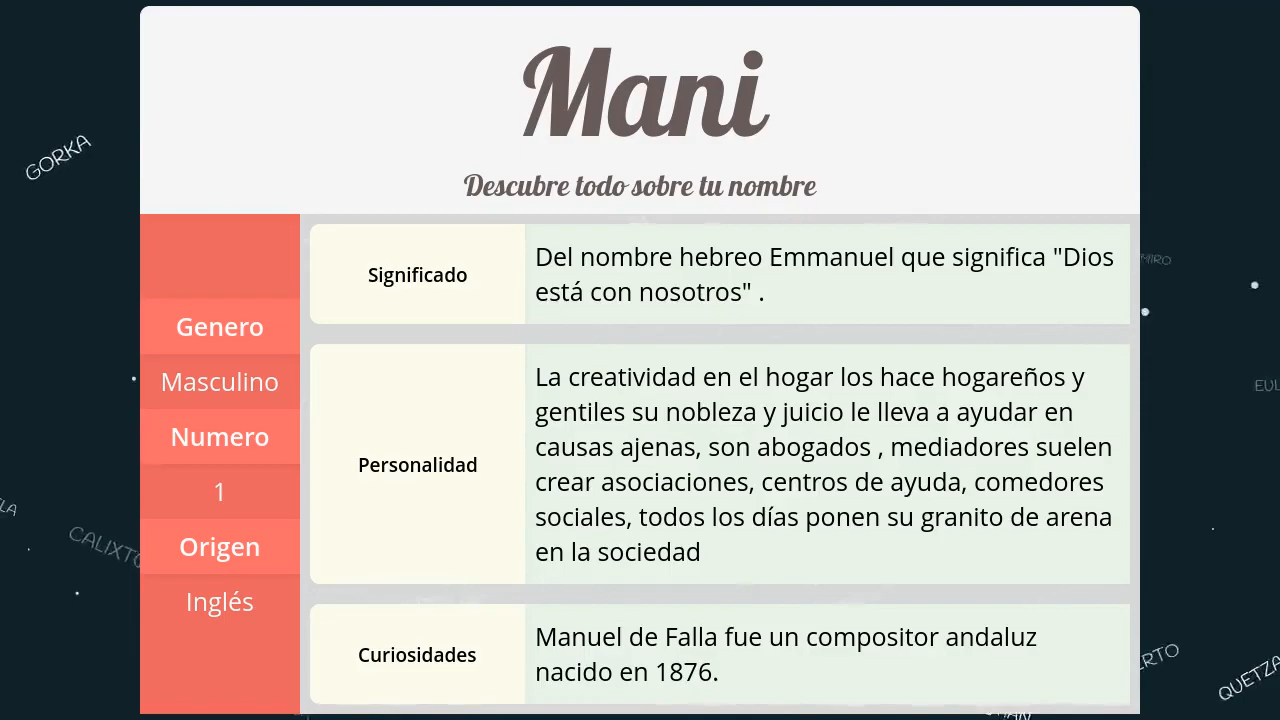 Mani
Descubre todo sobre tu nombre
GORKA
CALIXTO
Genero
Masculino
Numero
1
Origen
Inglés
Significado
Del nombre hebreo Emmanuel que significa "Dios
está con nosotros" .
Personalidad
La creatividad en el hogar los hace hogareños y
gentiles su nobleza y juicio le lleva a ayudar en
causas ajenas, son abogados , mediadores suelen
crear asociaciones, centros de ayuda, comedores
sociales, todos los días ponen su granito de arena
en la sociedad
Curiosidades
Manuel de Falla fue un compositor andaluz
nacido en 1876.